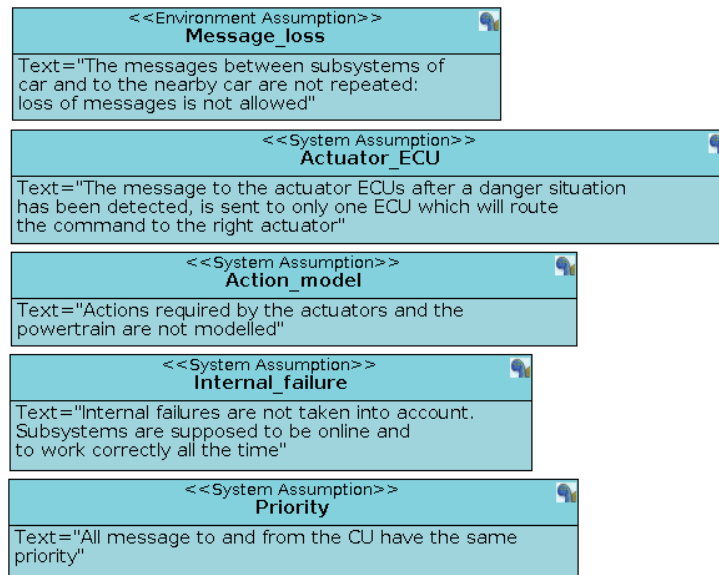 <<Environment Assumption>>
Message_loss
Text="The messages between subsystems of
car and to the nearby car are not repeated:
loss of messages is not allowed"
<<System Assumption>>
Actuator_ECU
Text="The message to the actuator ECUs after a danger situation
has been detected, is sent to only one ECU which will route
the command to the right actuator"
<<System Assumption>>
Action_model
Text="Actions required by the actuators and the
powertrain are not modelled"
<<System Assumption>>
Internal_failure
Text="Internal failures are not taken into account.
Subsystems are supposed to be online and
to work correctly all the time"
<<System Assumption>>
Priority
Text="All message to and from the CU have the same
priority"